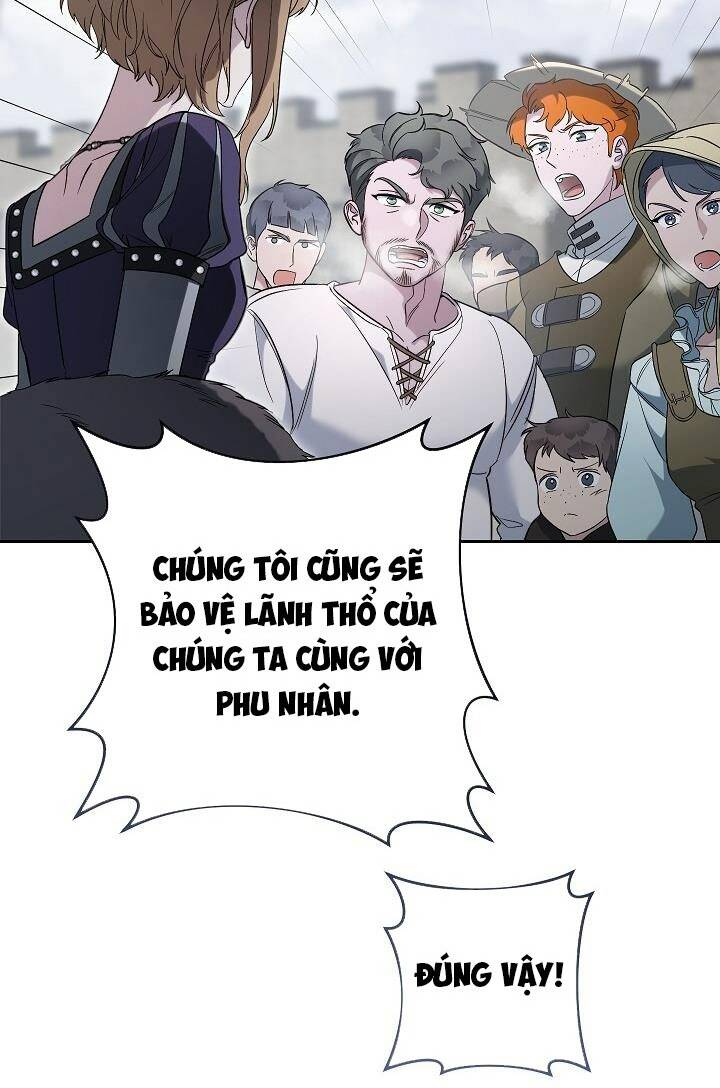 CHÚNG TÔI CŨNG SẼ
BẢO VỆ LÃNH THỔ CỦA
CHÚNG TA CÙNG VỚI
PHU NHÂN.
ĐÚNG VẬY!